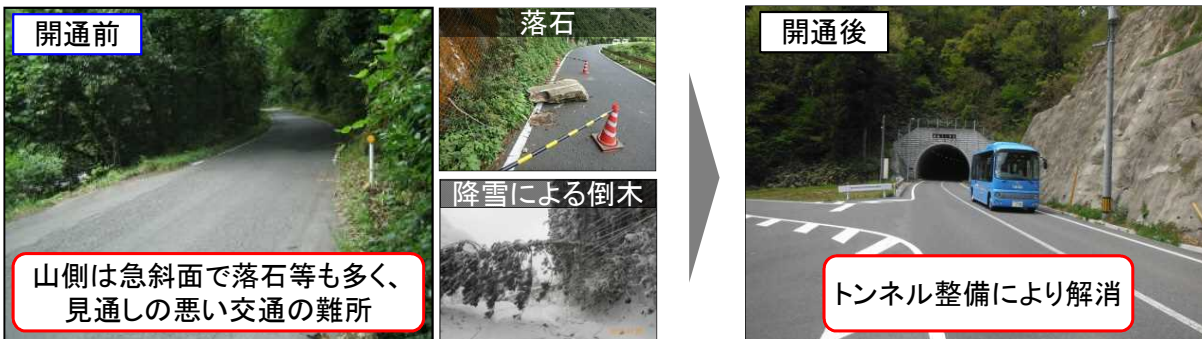 開通前
山側は急斜面で落石等も多く、
見通しの悪い交通の難所
落石
降雪による倒木
開通後
トンネル整備により解消